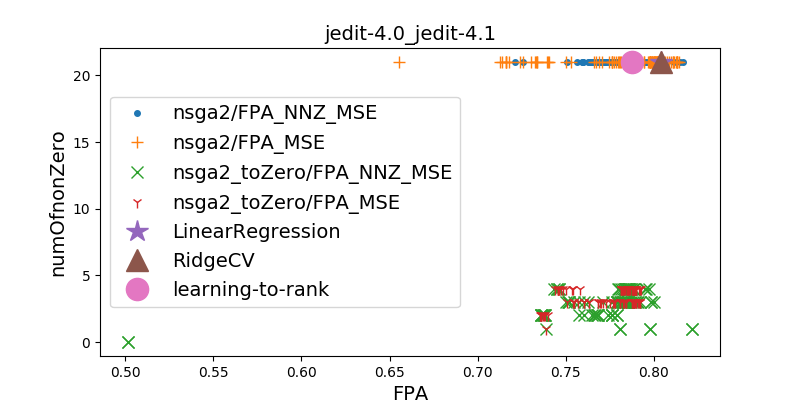 jedit-4.0_jedit-4.1
numOfnonZero
20
15
10
5
0
nsga2/FPA_NNZ_MSE
nsga2/FPA_MSE
nsga2_toZero/FPA_NNZ_MSE
nsga2_toZero/FPA_MSE
LinearRegression
RidgeCV
learning-to-rank
0.50 0.55 0.60 0.65 0.70 0.75 0.80
FPA